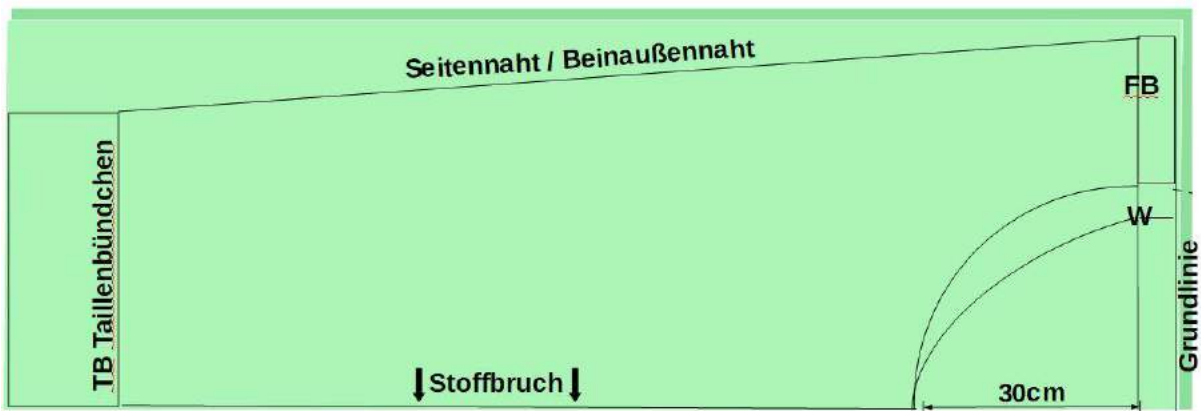 Seitennaht / Beinaußennaht
FB
TB Taillenbündchen
W
Grundlinie
Stoffbruch
30cm